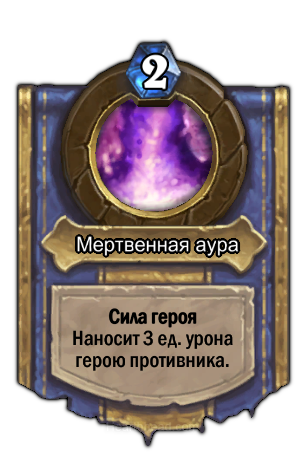 2
Мертвенная аура
Сила героя
Наносит 3 ед. урона
герою противника.